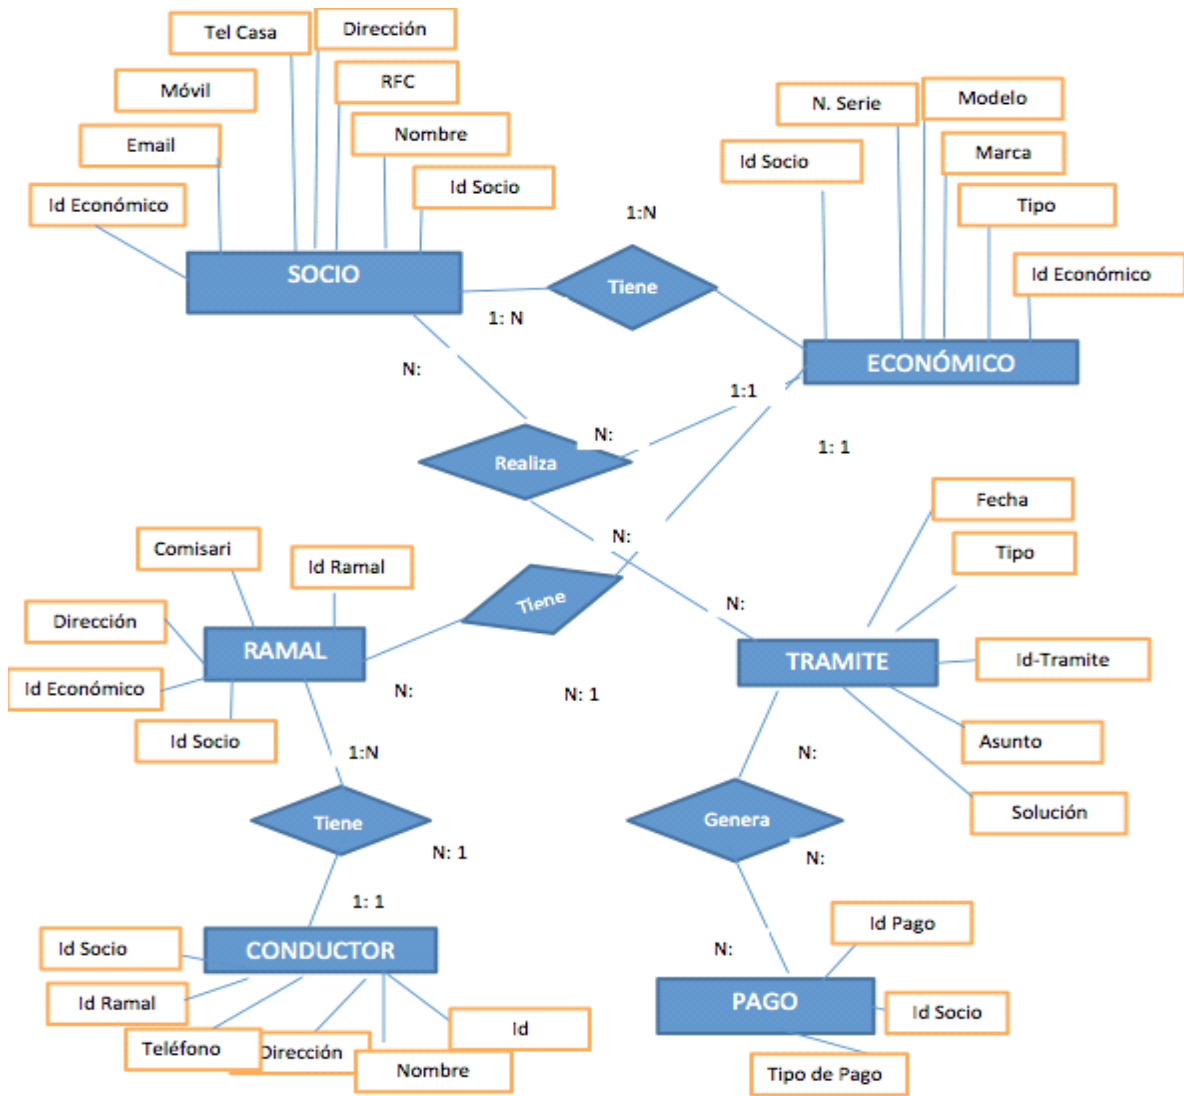 Tel Casa
Dirección
Móvil
RFC
Email
Nombre
Id Económico
Id Socio
N. Serie
Modelo
Id Socio
Marca
Tipo
Id Económico
1:N
SOCIO
Tiene
1: N
ECONÓMICO
N:
1:1
N:
1: 1
Realiza
Fecha
Comisari
Id Ramal
N:
Tipo
Dirección
Tiene
N:
RAMAL
TRAMITE
Id-Tramite
Id Económico
N:
N: 1
Id Socio
Asunto
1:N
N:
Solución
Tiene
Genera
N: 1
N:
1: 1
Id Pago
Id Socio
CONDUCTOR
N:
Id Ramal
PAGO
Id Socio
Teléfono
Dirección
Id
Nombre
Tipo de Pago